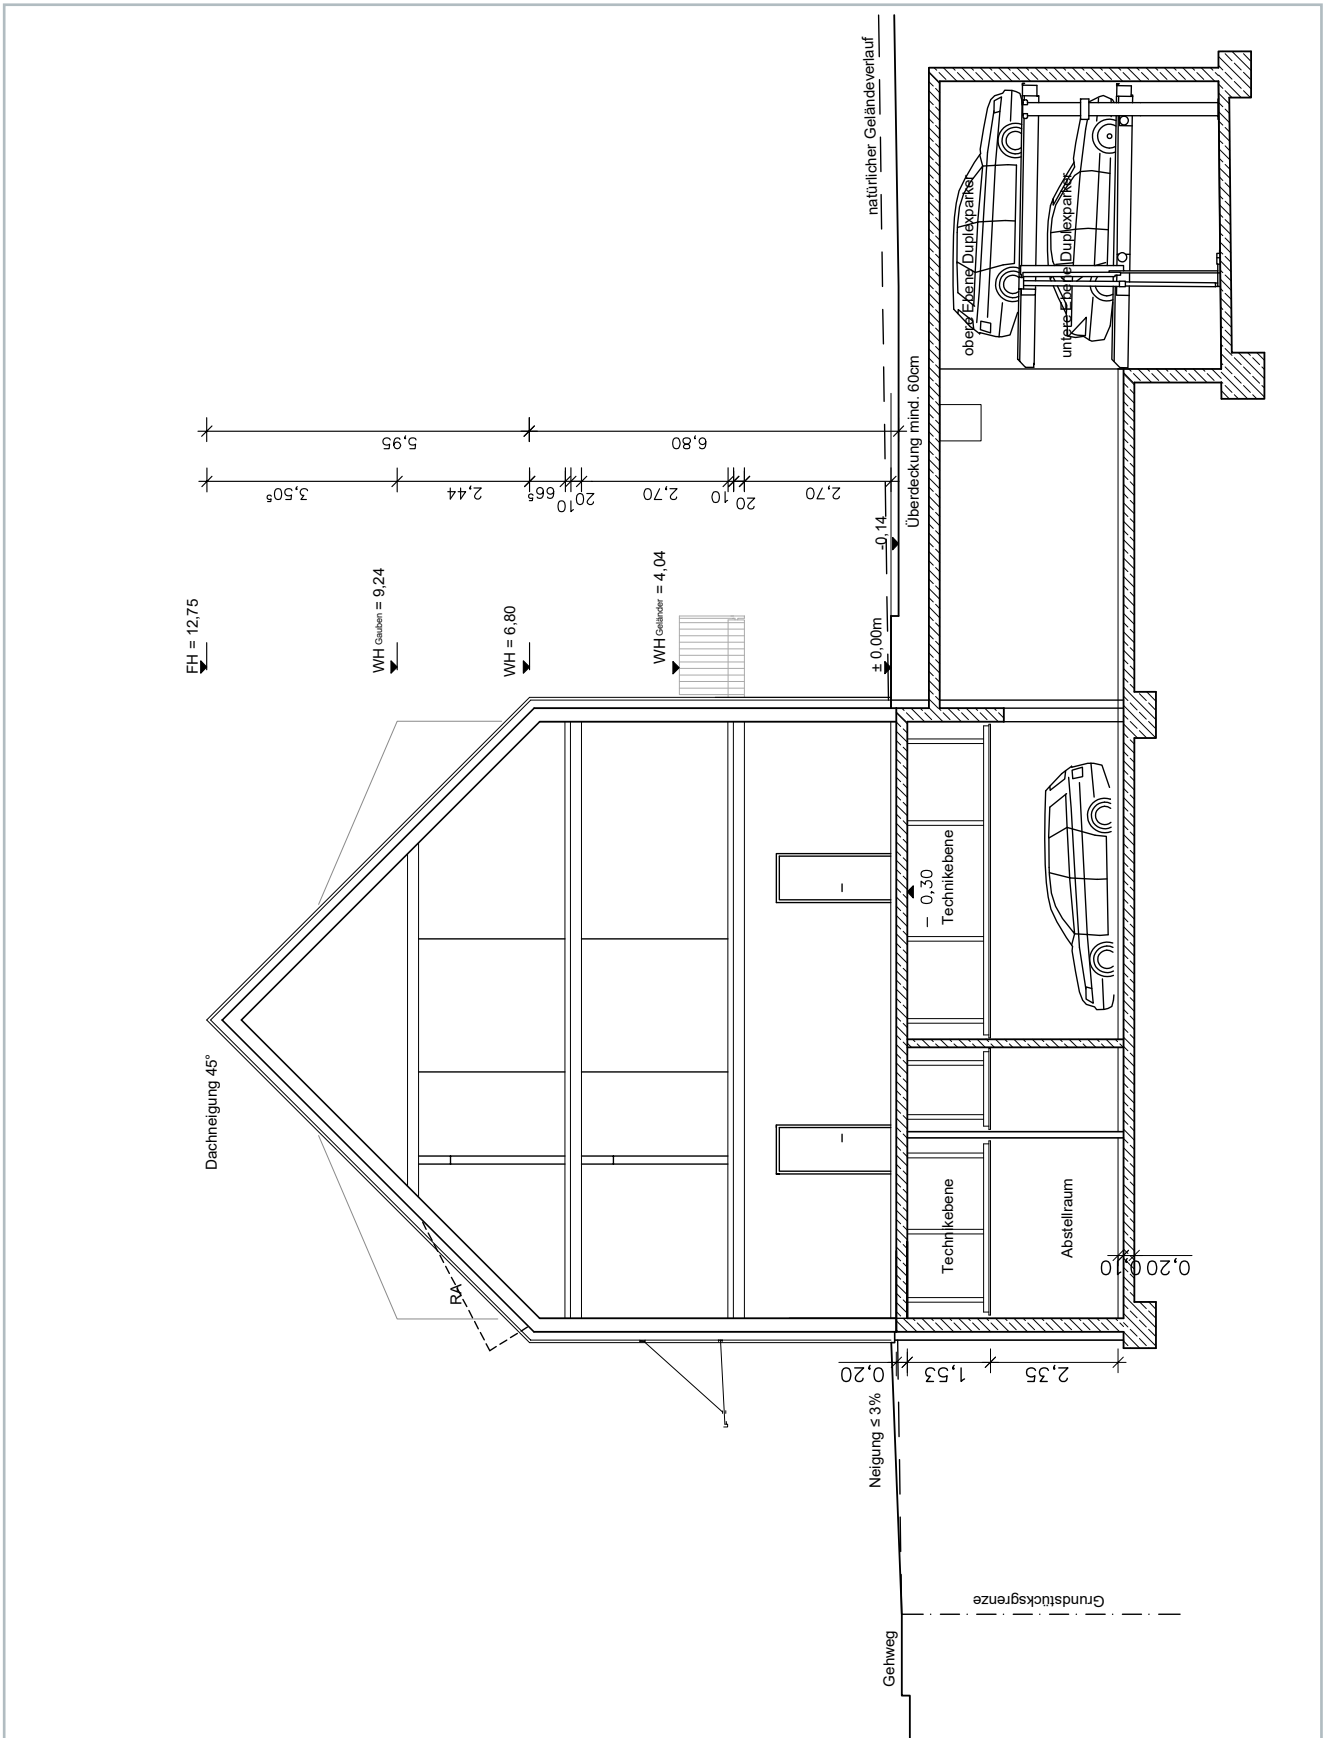 natürlicher Geländeverlauf
obere Ebene Duplexparker
untere Ebene Duplexparker
Überdeckung mind. 60cm
5,95
6,80
3,50⁵
2,44
66⁵
10
20
2,70
10
20
2,70
-0,14
FH = 12,75
WH Gauben = 9,24
WH = 6,80
WH Geländer = 4,04
± 0,00m
- 0,30
Technikebene
Dachneigung 45°
RA
Technikebene
Abstellraum
0,10
0,20
0,20
1,53
2,35
Neigung ≤ 3%
Grundstücksgrenze
Gehweg